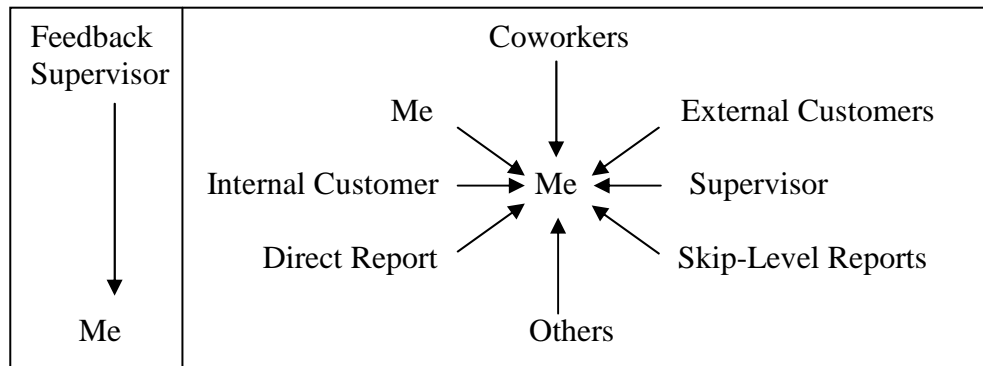 Feedback
Supervisor
Me
Coworkers
Me
External Customers
Internal Customer
Me
Supervisor
Direct Report
Skip-Level Reports
Others